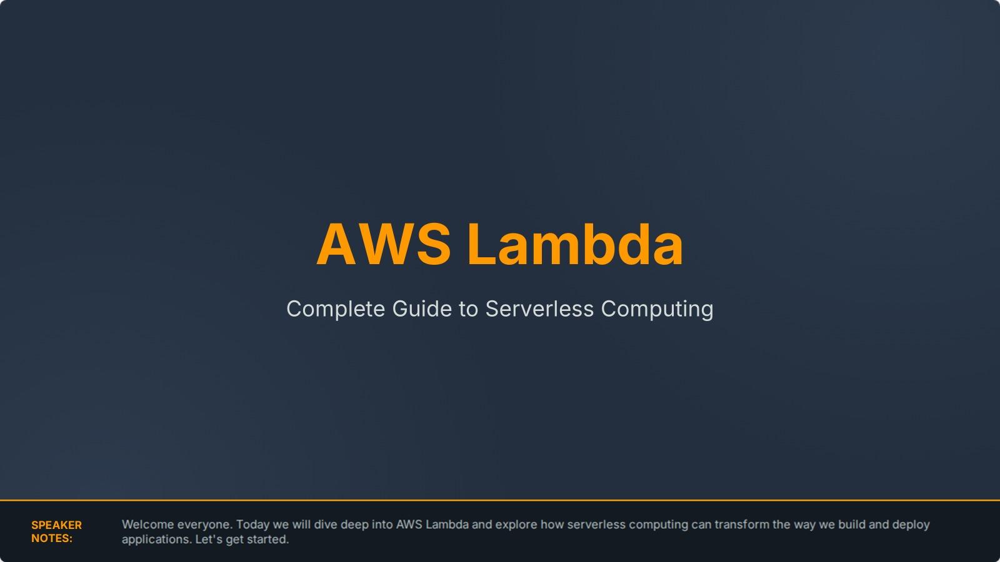 AWS Lambda
Complete Guide to Serverless Computing
SPEAKER
NOTES:
Welcome everyone. Today we will dive deep into AWS Lambda and explore how serverless computing can transform the way we build and deploy
applications. Let's get started.